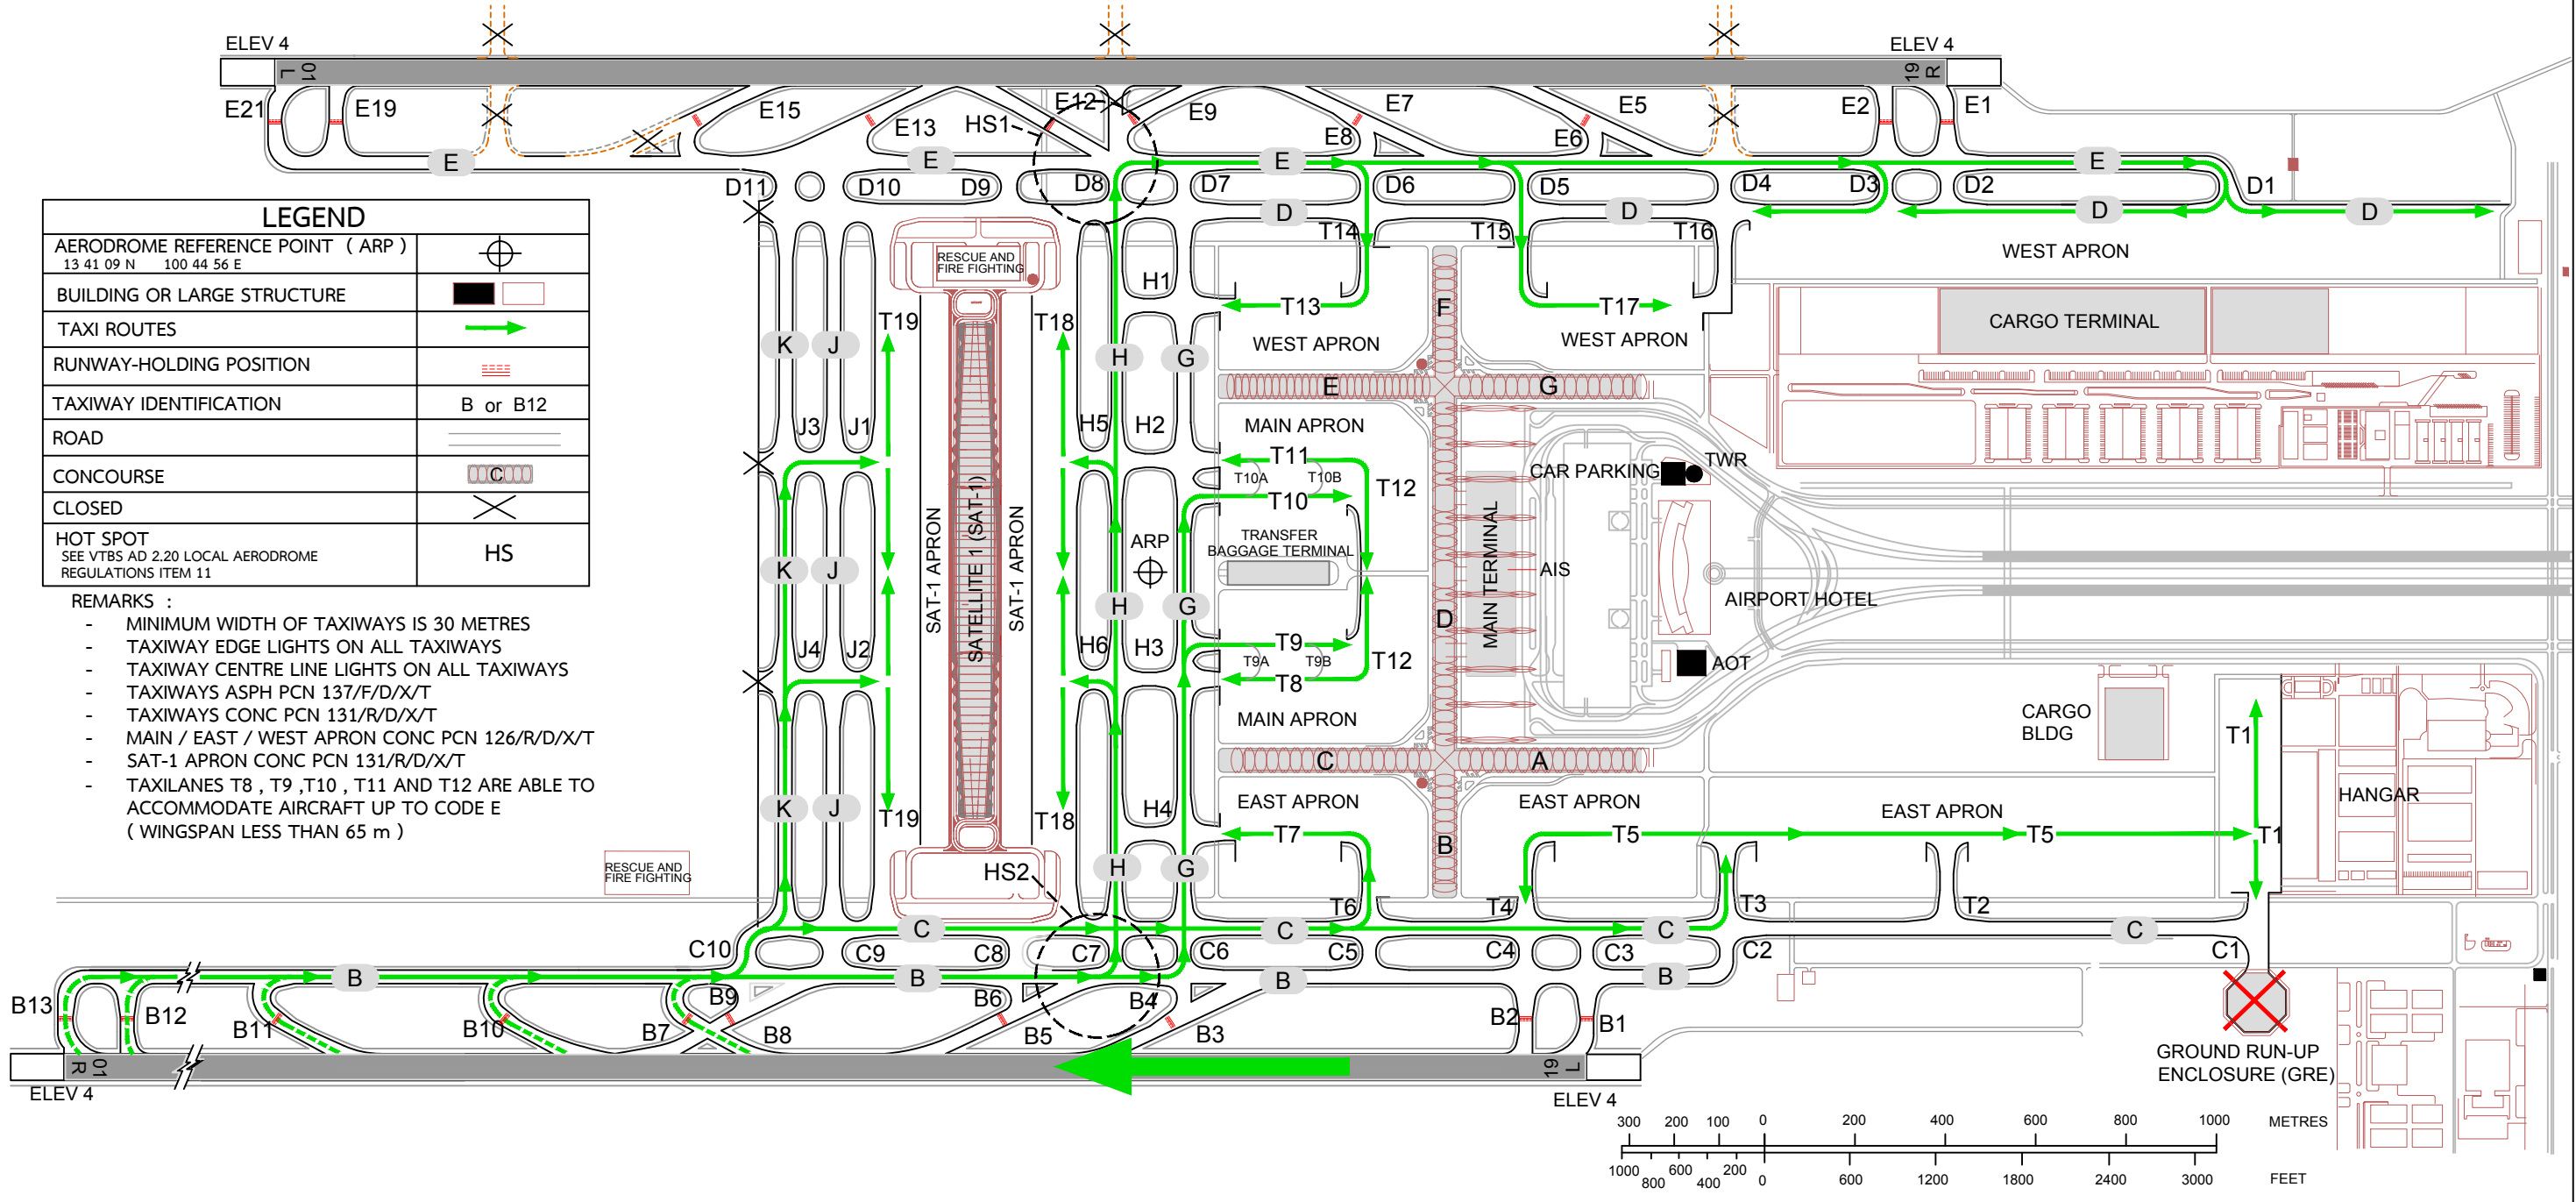 ELEV 4
ELEV 4
01
L
19
R
E21
E19
E15
E13
E12
HS1
E9
E8
E7
E6
E5
E2
E1
E
E
E
E
D11
D10
D9
D8
D7
D6
D5
D4
D3
D2
D1
D
D
D
D
LEGEND
AERODROME REFERENCE POINT ( ARP )
13 41 09 N 100 44 56 E
BUILDING OR LARGE STRUCTURE
TAXI ROUTES
RUNWAY-HOLDING POSITION
TAXIWAY IDENTIFICATION
B or B12
ROAD
CONCOURSE
C
CLOSED
HOT SPOT
SEE VTBS AD 2.20 LOCAL AERODROME
REGULATIONS ITEM 11
HS
REMARKS :
- MINIMUM WIDTH OF TAXIWAYS IS 30 METRES
- TAXIWAY EDGE LIGHTS ON ALL TAXIWAYS
- TAXIWAY CENTRE LINE LIGHTS ON ALL TAXIWAYS
- TAXIWAYS ASPH PCN 137/F/D/X/T
- TAXIWAYS CONC PCN 131/R/D/X/T
- MAIN / EAST / WEST APRON CONC PCN 126/R/D/X/T
- SAT-1 APRON CONC PCN 131/R/D/X/T
- TAXILANES T8 , T9 ,T10 , T11 AND T12 ARE ABLE TO
ACCOMMODATE AIRCRAFT UP TO CODE E
( WINGSPAN LESS THAN 65 m )
RESCUE AND
FIRE FIGHTING
T14
T15
T16
WEST APRON
H1
T13
T17
F
T19
T18
K
J
H
G
WEST APRON
WEST APRON
CARGO TERMINAL
E
G
J3
J1
H5
H2
MAIN APRON
T11
T10A
T10B
T10
T12
CAR PARKING
TWR
SAT-1 APRON
SATELLITE 1 (SAT-1)
SAT-1 APRON
ARP
TRANSFER
BAGGAGE TERMINAL
MAIN TERMINAL
AIS
AIRPORT HOTEL
K
J
H
G
D
J4
J2
H6
H3
T9
T9A
T9B
T8
T12
AOT
MAIN APRON
C
A
CARGO
BLDG
T1
HANGAR
K
J
T19
T18
H4
EAST APRON
EAST APRON
EAST APRON
T7
T5
T5
T1
B
RESCUE AND
FIRE FIGHTING
H
G
HS2
T6
T4
T3
T2
C
C
C
C
C10
C9
C8
C7
C6
C5
C4
C3
C2
C1
B
B
B
B
B13
B12
B11
B10
B9
B8
B7
B6
B5
B4
B3
B2
B1
01
R
19
L
ELEV 4
ELEV 4
GROUND RUN-UP
ENCLOSURE (GRE)
300 200 100 0 200 400 600 800 1000 METRES
1000 800 600 400 200 0 600 1200 1800 2400 3000 FEET